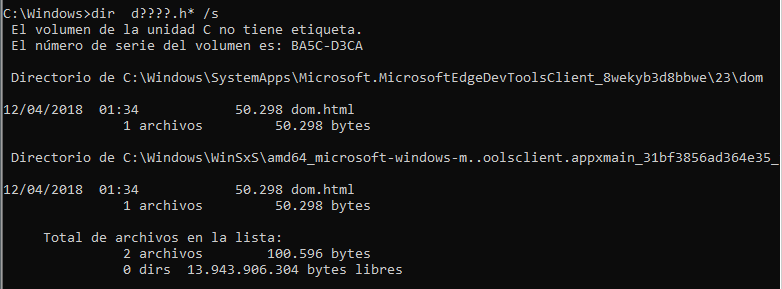 C:\Windows>dir  d????.h* /s
 El volumen de la unidad C no tiene etiqueta.
 El número de serie del volumen es: BA5C-D3CA

 Directorio de C:\Windows\SystemApps\Microsoft.MicrosoftEdgeDevToolsClient_8wekyb3d8bbwe\23\dom

12/04/2018  01:34            50.298 dom.html
               1 archivos         50.298 bytes

 Directorio de C:\Windows\WinSxS\amd64_microsoft-windows-m..oolsclient.appxmain_31bf3856ad364e35_

12/04/2018  01:34            50.298 dom.html
               1 archivos         50.298 bytes

     Total de archivos en la lista:
               2 archivos        100.596 bytes
               0 dirs  13.943.906.304 bytes libres